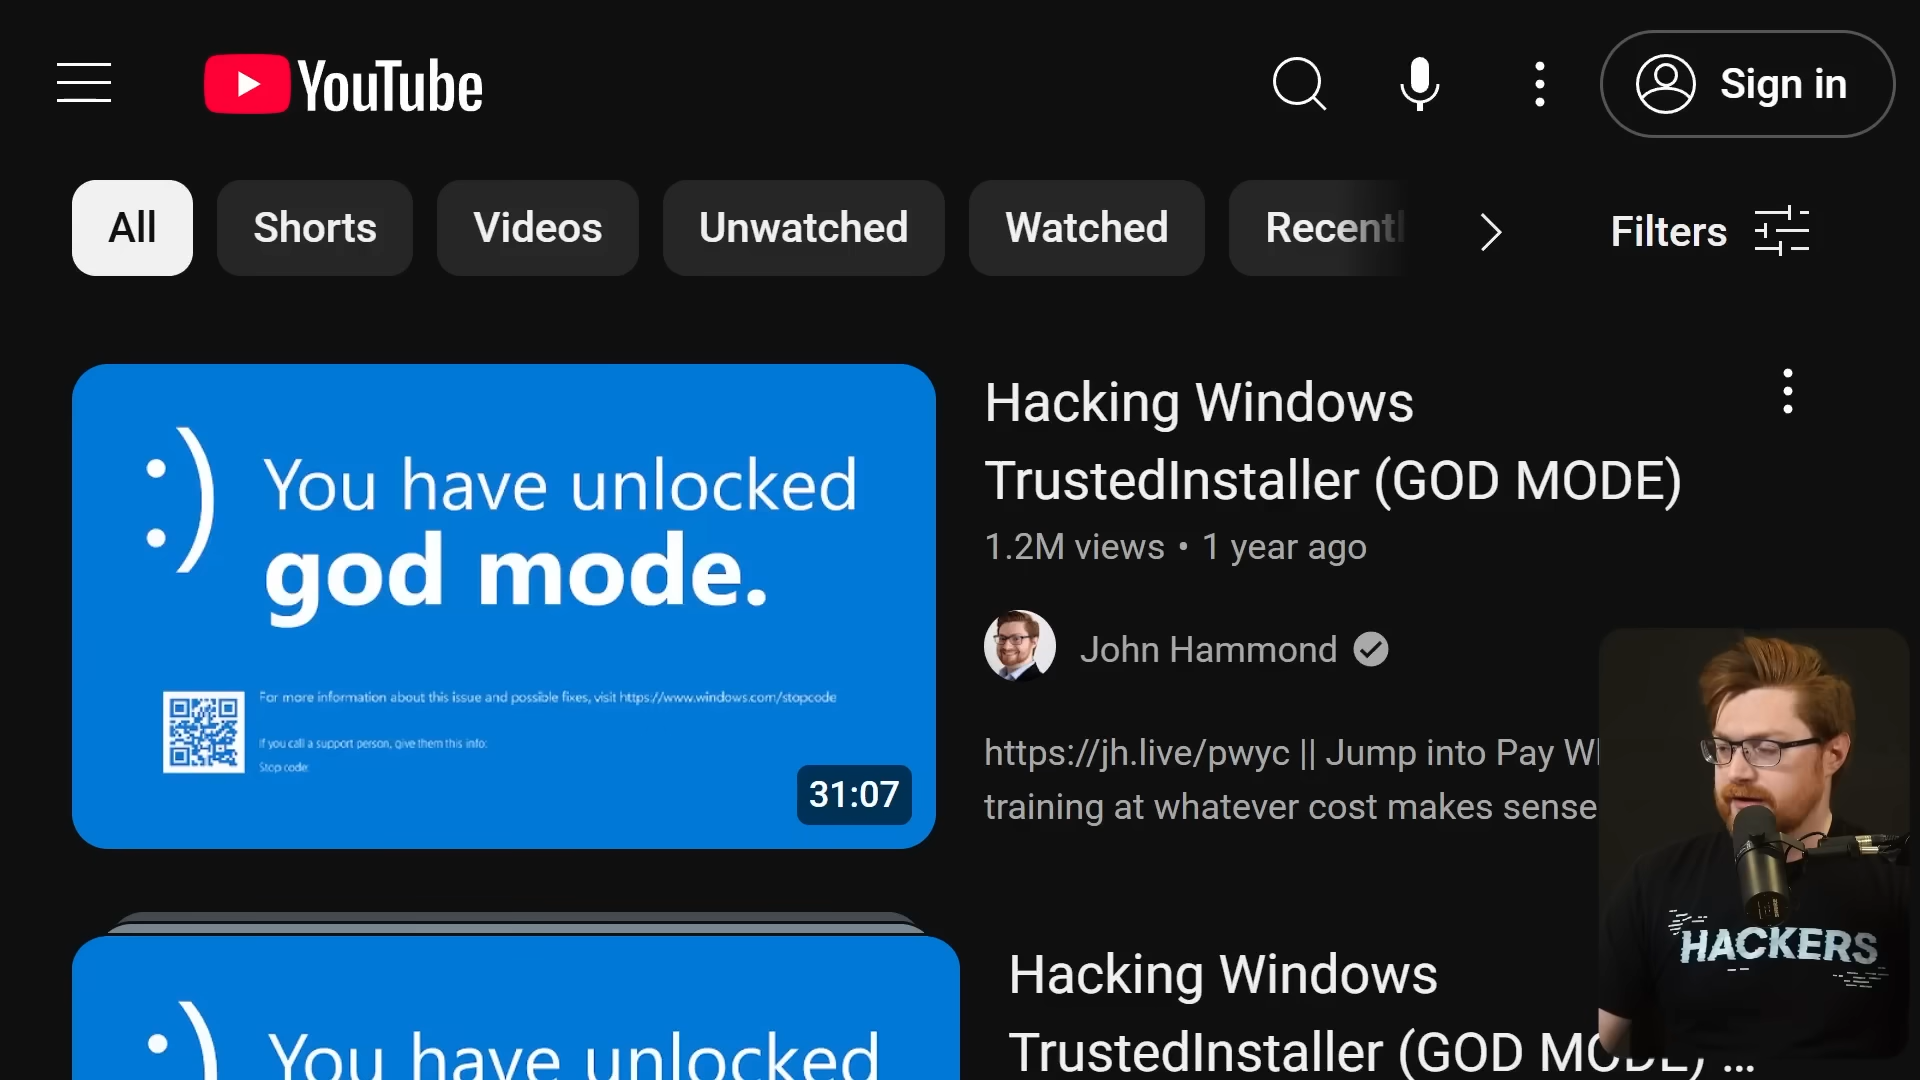 YouTube
Sign in
All
Shorts
Videos
Unwatched
Watched
Recentl
Filters
:) You have unlocked
god mode.
For more information about this issue and possible fixes, visit https://www.windows.com/stopcode
If you call a support person, give them this info:
Stop code:
31:07
Hacking Windows
TrustedInstaller (GOD MODE)
1.2M views • 1 year ago
John Hammond
https://jh.live/pwyc || Jump into Pay
training at whatever cost makes sense
HACKERS
:) You have unlocked
Hacking Windows
TrustedInstaller (GOD MODE) ...